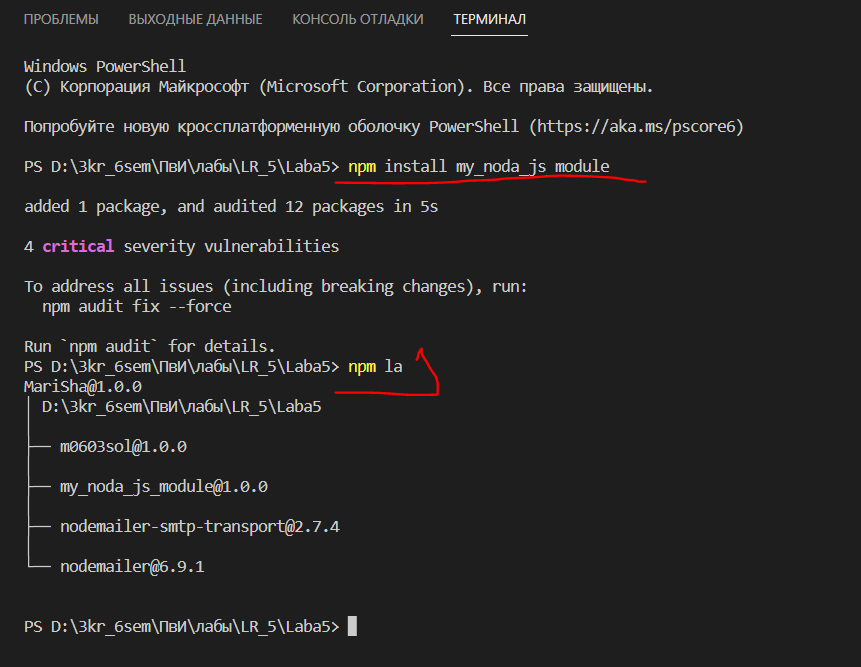 ПРОБЛЕМЫ ВЫХОДНЫЕ ДАННЫЕ КОНСОЛЬ ОТЛАДКИ ТЕРМИНАЛ
Windows PowerShell
(C) Корпорация Майкрософт (Microsoft Corporation). Все права защищены.
Попробуйте новую кроссплатформенную оболочку PowerShell (https://aka.ms/pscore6)
PS D:\3kr_6sem\ПвИ\лабы\LR_5\Laba5> npm install my_noda_js module
added 1 package, and audited 12 packages in 5s
4 critical severity vulnerabilities
To address all issues (including breaking changes), run:
npm audit fix --force
Run `npm audit` for details.
PS D:\3kr_6sem\ПвИ\лабы\LR_5\Laba5> npm la
MariSha@1.0.0
│ D:\3kr_6sem\ПвИ\лабы\LR_5\Laba5
├── m0603sol@1.0.0
├── my_noda_js_module@1.0.0
├── nodemailer-smtp-transport@2.7.4
└── nodemailer@6.9.1
PS D:\3kr_6sem\ПвИ\лабы\LR_5\Laba5>